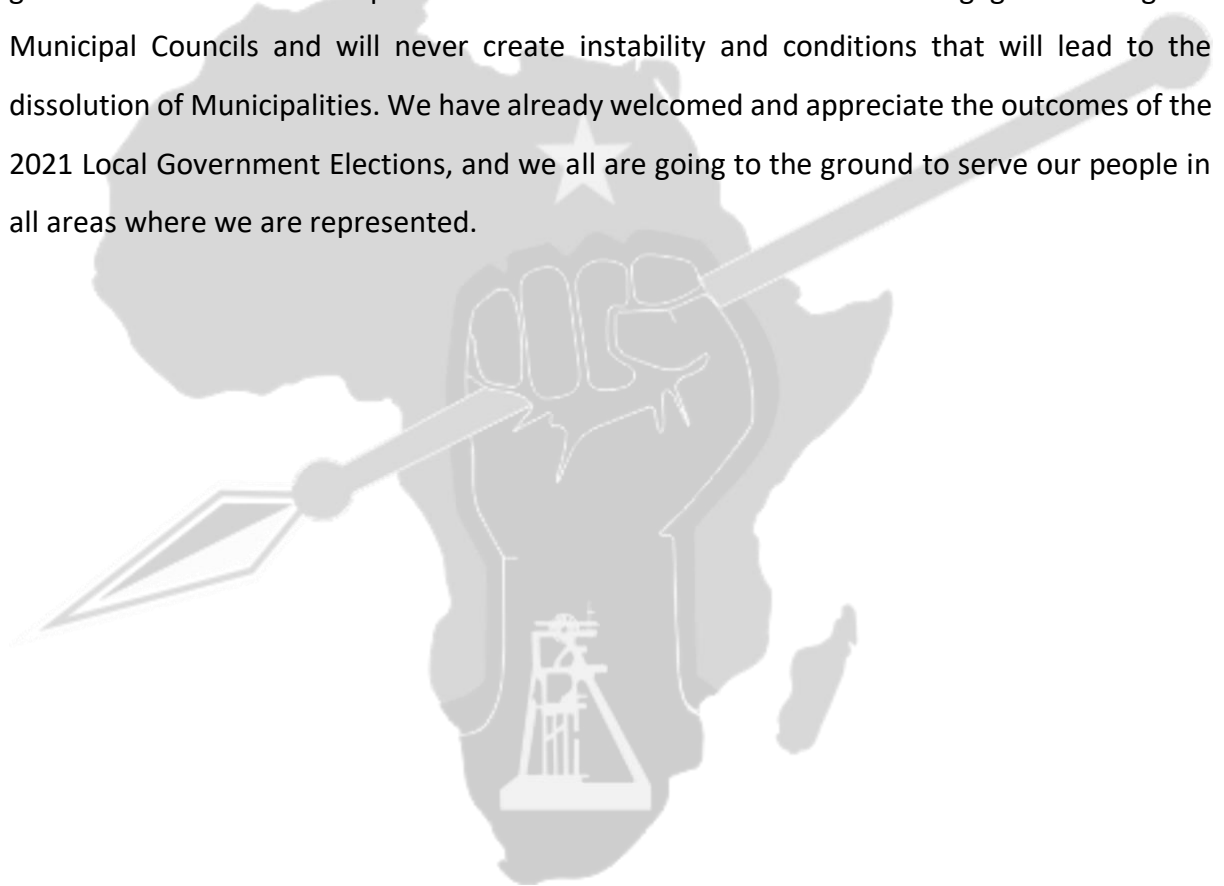 Municipal Councils and will never create instability and conditions that will lead to the
dissolution of Municipalities. We have already welcomed and appreciate the outcomes of the
2021 Local Government Elections, and we all are going to the ground to serve our people in
all areas where we are represented.